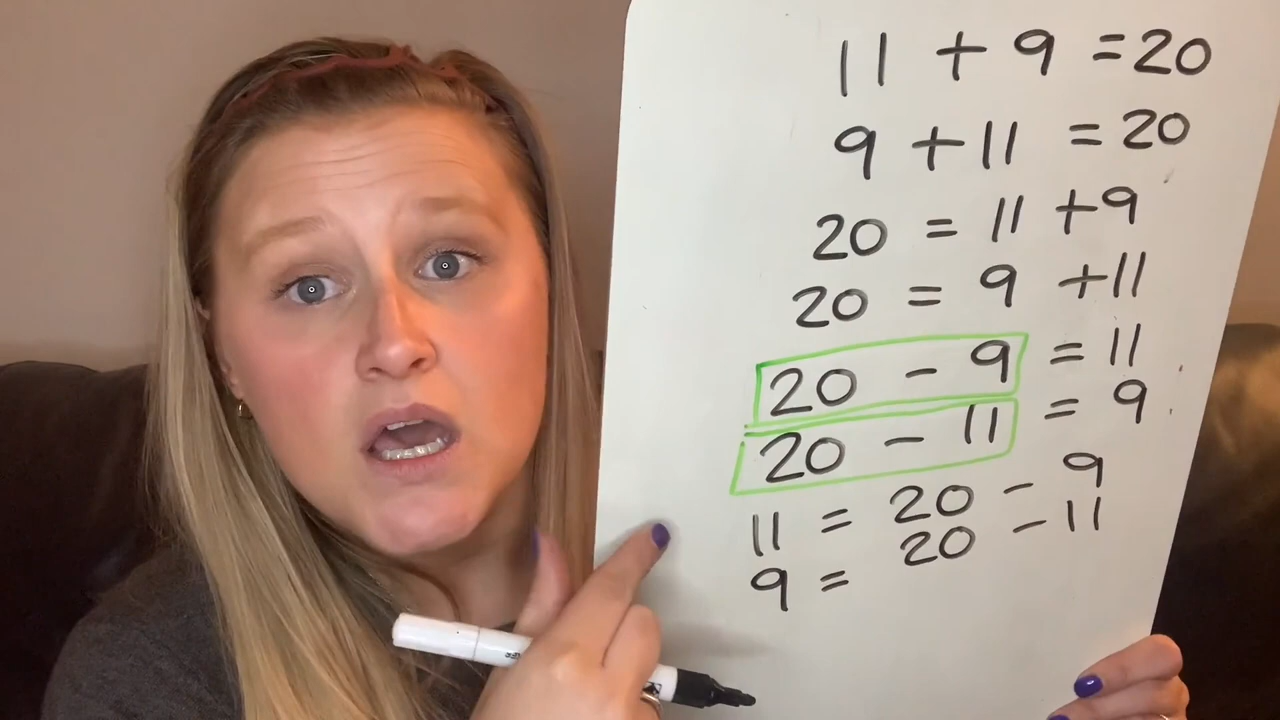 11 + 9 = 20
9 + 11 = 20
20 = 11 + 9
20 = 9 + 11
20 - 9 = 11
20 - 11 = 9
11 = 20 - 9
9 = 20 - 11